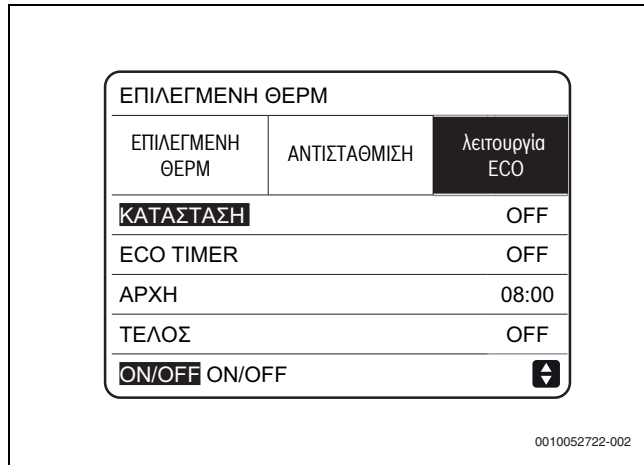 ΕΠΙΛΕΓΜΕΝΗ ΘΕΡΜ
ΕΠΙΛΕΓΜΕΝΗ ΘΕΡΜ
ΑΝΤΙΣΤΑΘΜΙΣΗ
λειτουργία ECO
ΚΑΤΑΣΤΑΣΗ OFF
ECO TIMER OFF
ΑΡΧΗ 08:00
ΤΕΛΟΣ OFF
ON/OFF ON/OFF
0010052722-002